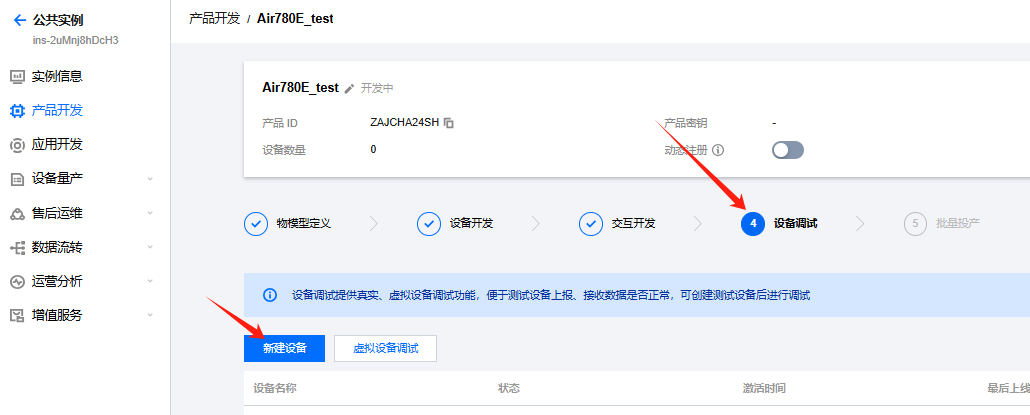 公共实例
ins-2uMnj8hDcH3
实例信息
产品开发
应用开发
设备量产
售后运维
数据流转
运营分析
增值服务
产品开发 / Air780E_test
Air780E_test 开发中
产品 ID ZAJCHA24SH 产品密钥 -
设备数量 0 动态注册
物模型定义 设备开发 交互开发 4 设备调试 5 批量投产
设备调试提供真实、虚拟设备调试功能，便于测试设备上报、接收数据是否正常，可创建测试设备后进行调试
新建设备 虚拟设备调试
设备名称 状态 激活时间 最后上线